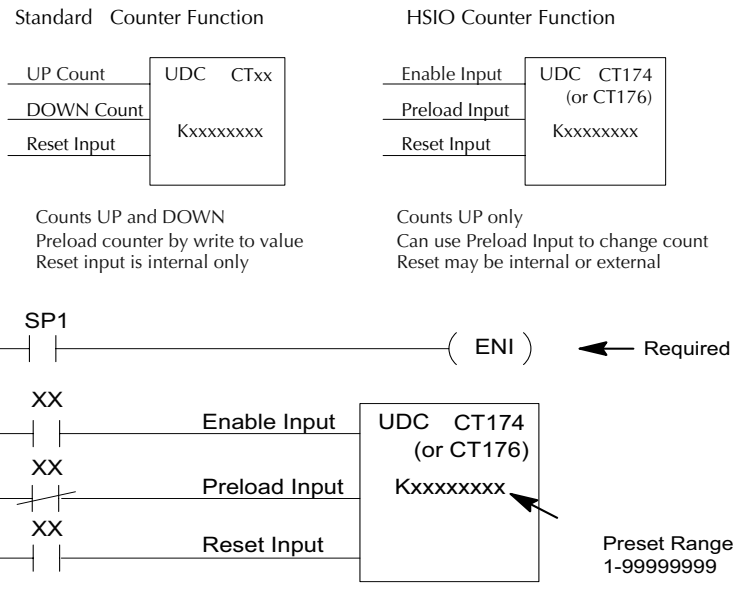 Standard Counter Function
UP Count
DOWN Count
Reset Input
UDC CTxx
Kxxxxxxxx
Counts UP and DOWN
Preload counter by write to value
Reset input is internal only
HSIO Counter Function
Enable Input
Preload Input
Reset Input
UDC CT174
(or CT176)
Kxxxxxxxx
Counts UP only
Can use Preload Input to change count
Reset may be internal or external
SP1
ENI
Required
XX
Enable Input
XX
Preload Input
XX
Reset Input
UDC CT174
(or CT176)
Kxxxxxxxx
Preset Range
1-99999999